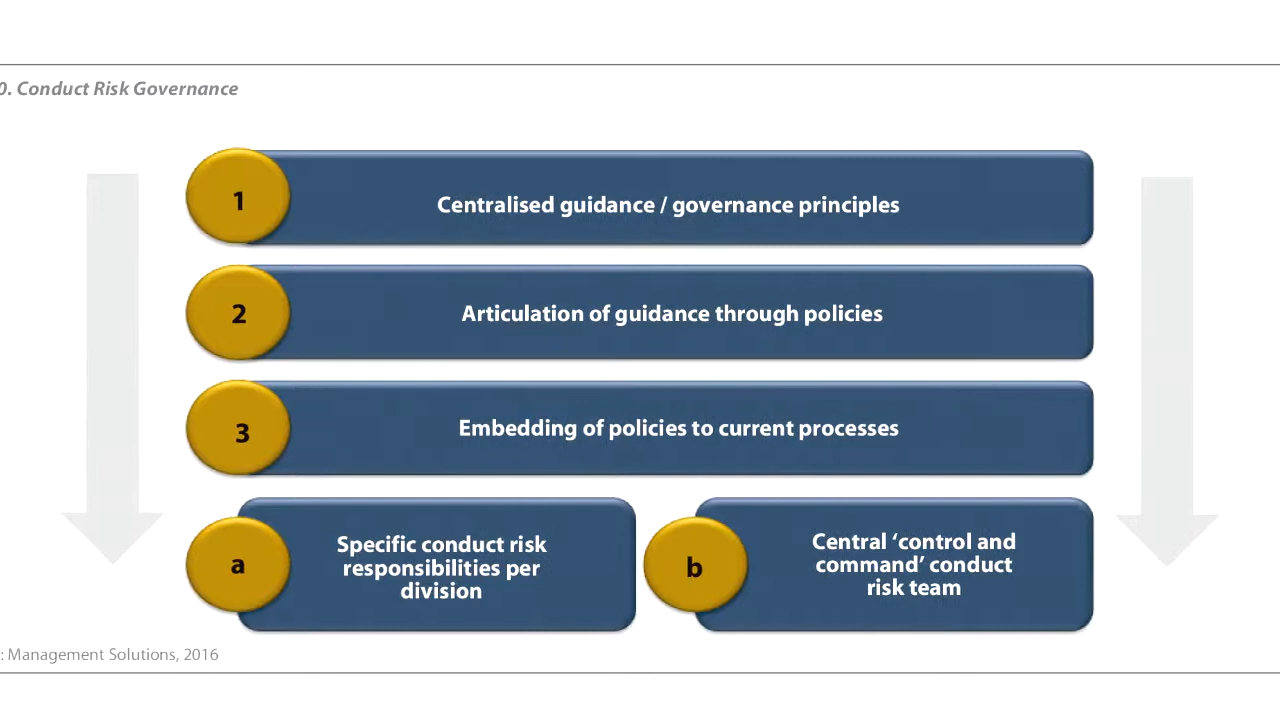 0. Conduct Risk Governance
1
Centralised guidance / governance principles
2
Articulation of guidance through policies
3
Embedding of policies to current processes
a
Specific conduct risk
responsibilities per
division
b
Central ‘control and
command’ conduct
risk team
: Management Solutions, 2016